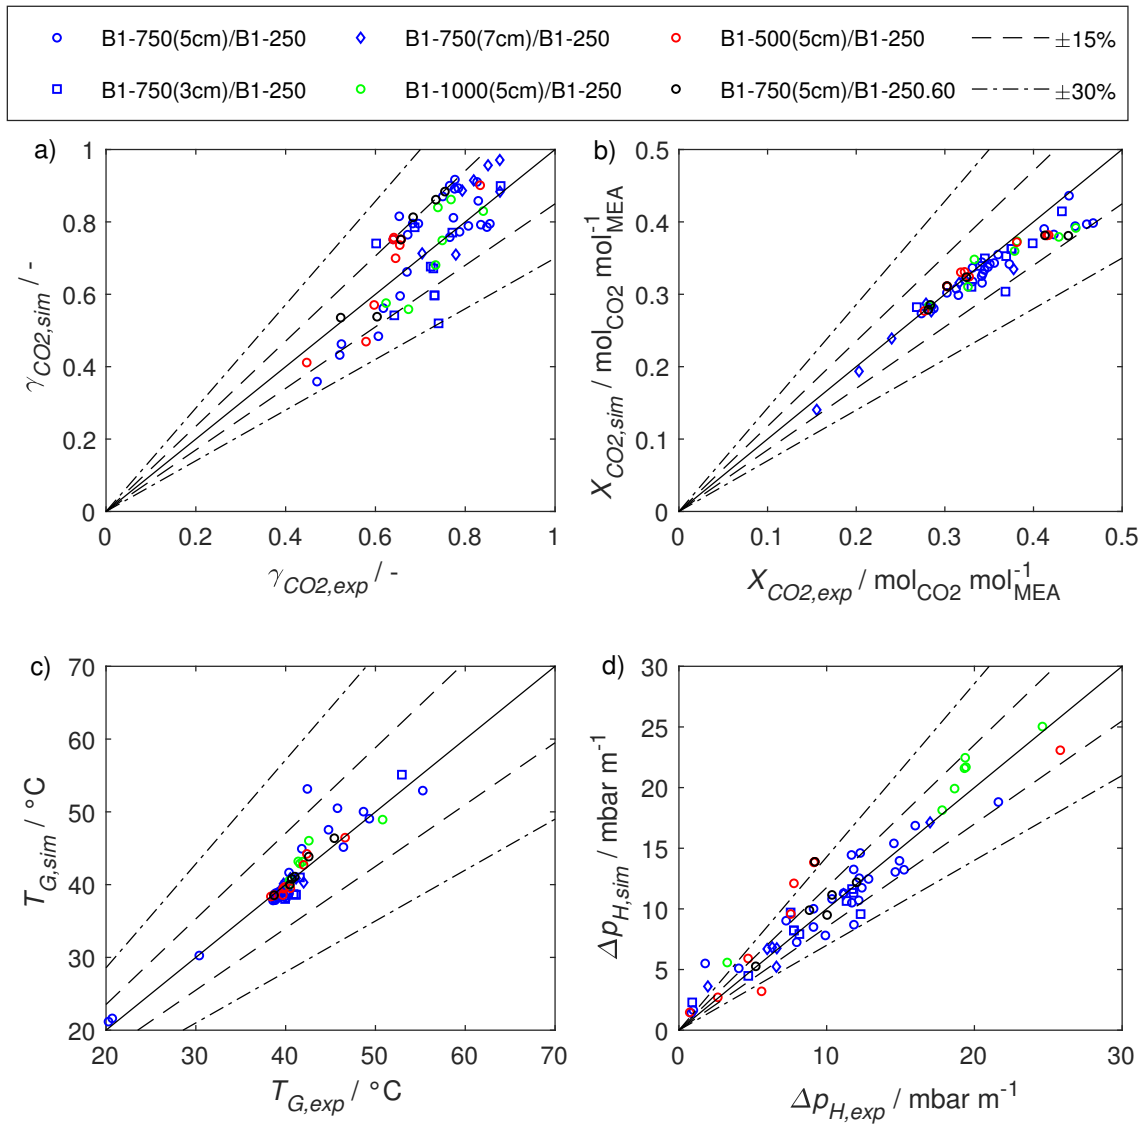 B1-750(5cm)/B1-250 B1-750(7cm)/B1-250 B1-500(5cm)/B1-250 ±15%
B1-750(3cm)/B1-250 B1-1000(5cm)/B1-250 B1-750(5cm)/B1-250.60 ±30%
a)
1
0.8
0.6
0.4
0.2
0
γCO2,sim / -
0 0.2 0.4 0.6 0.8 1
γCO2,exp / -
b)
0.5
0.4
0.3
0.2
0.1
0
XCO2,sim / molCO2 mol-1MEA
0 0.1 0.2 0.3 0.4 0.5
XCO2,exp / molCO2 mol-1MEA
c)
70
60
50
40
30
20
TG,sim / °C
20 30 40 50 60 70
TG,exp / °C
d)
30
25
20
15
10
5
0
ΔpH,sim / mbar m-1
0 10 20 30
ΔpH,exp / mbar m-1